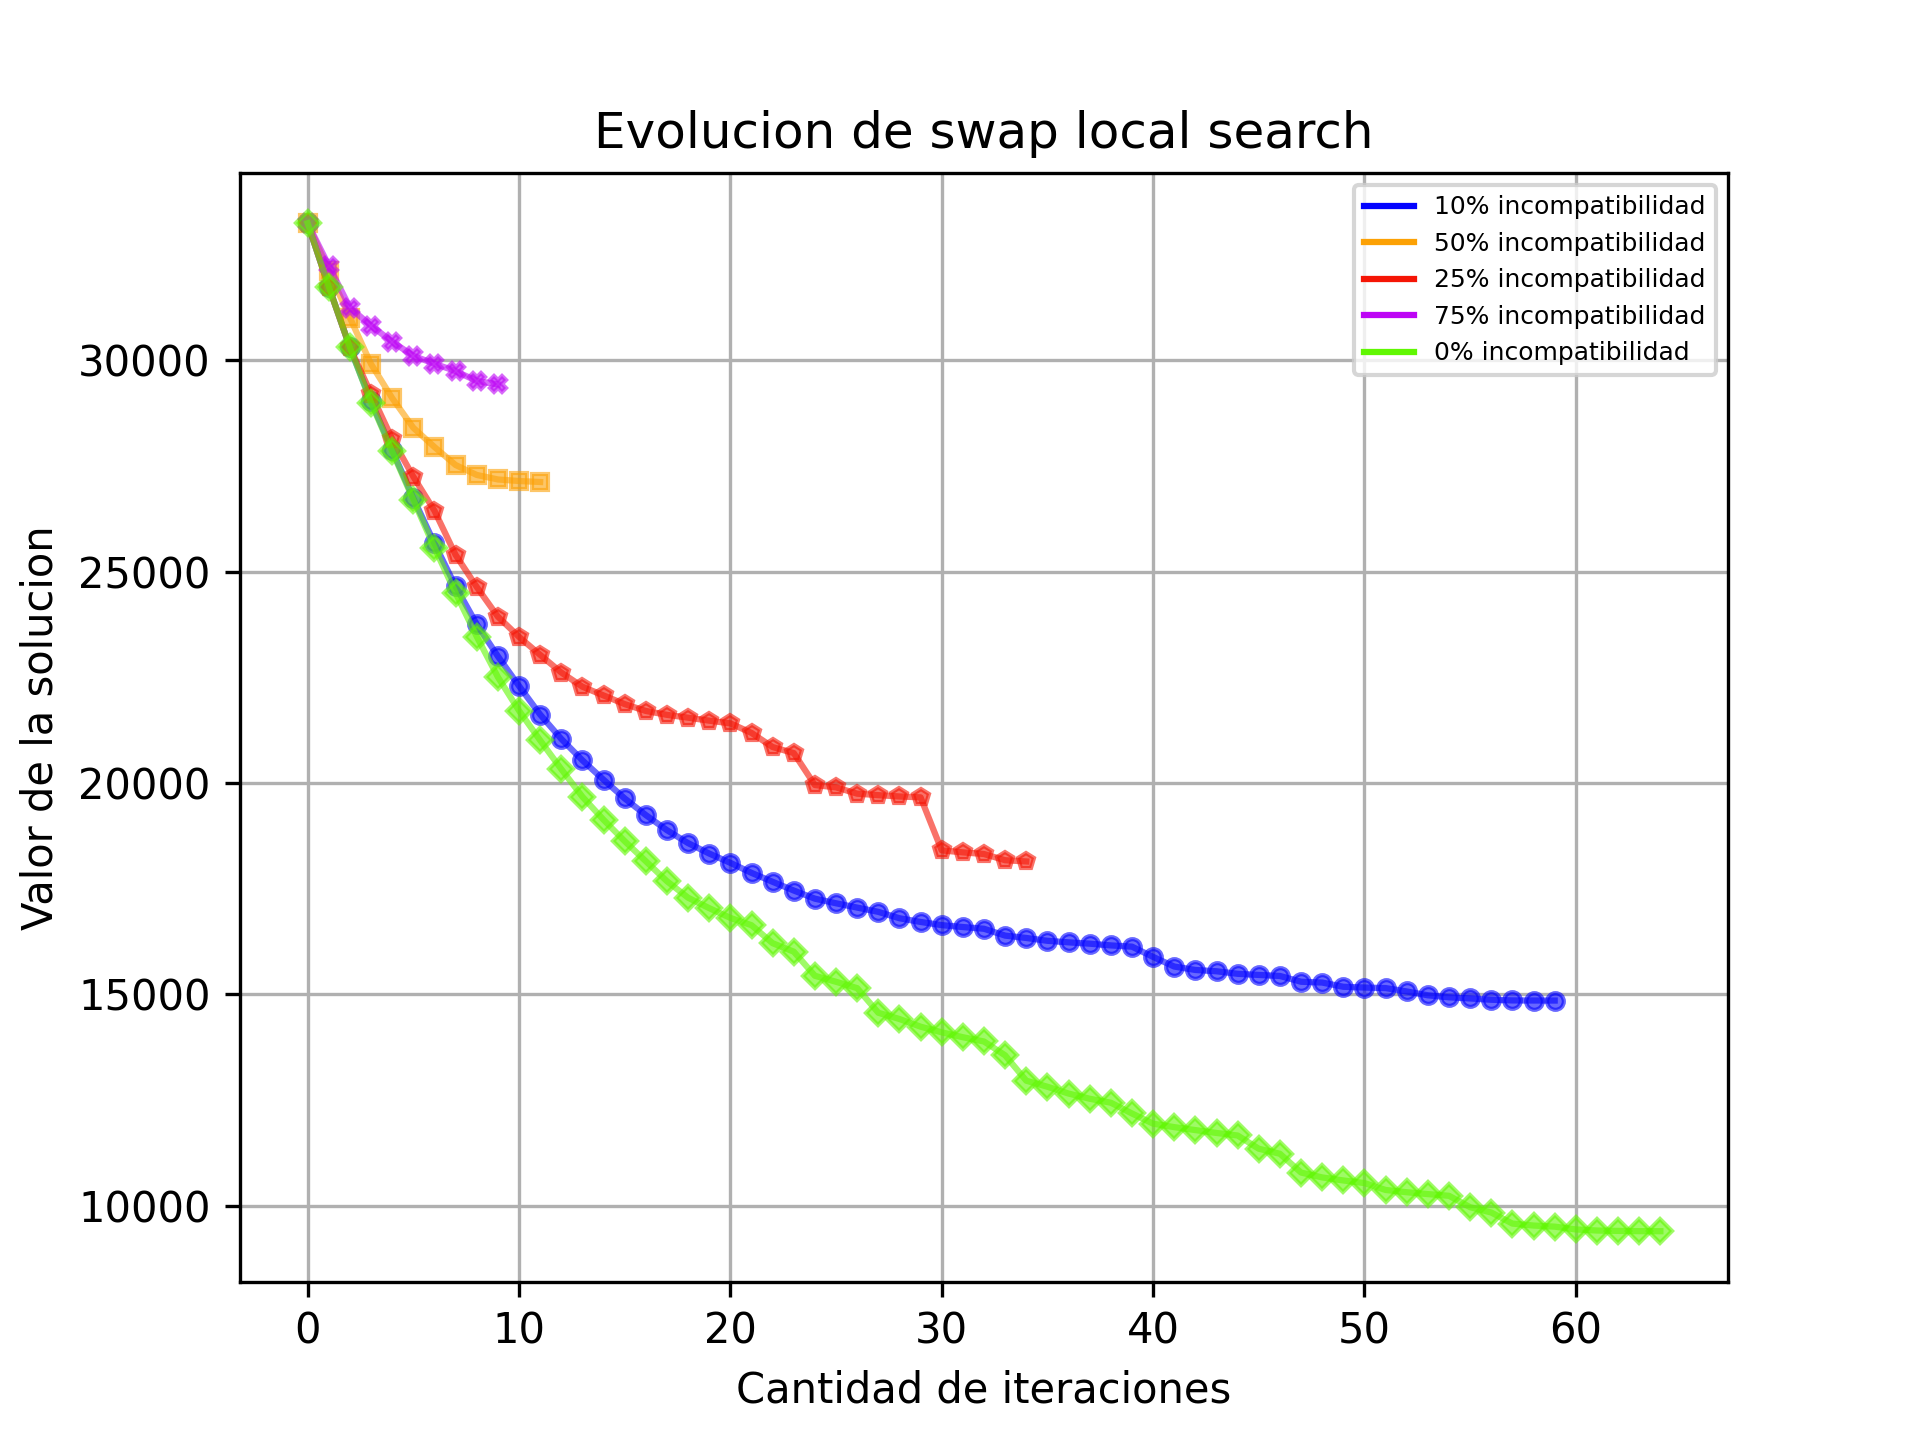 Evolucion de swap local search
10% incompatibilidad
50% incompatibilidad
25% incompatibilidad
75% incompatibilidad
0% incompatibilidad
Valor de la solucion
30000
25000
20000
15000
10000
0 10 20 30 40 50 60
Cantidad de iteraciones